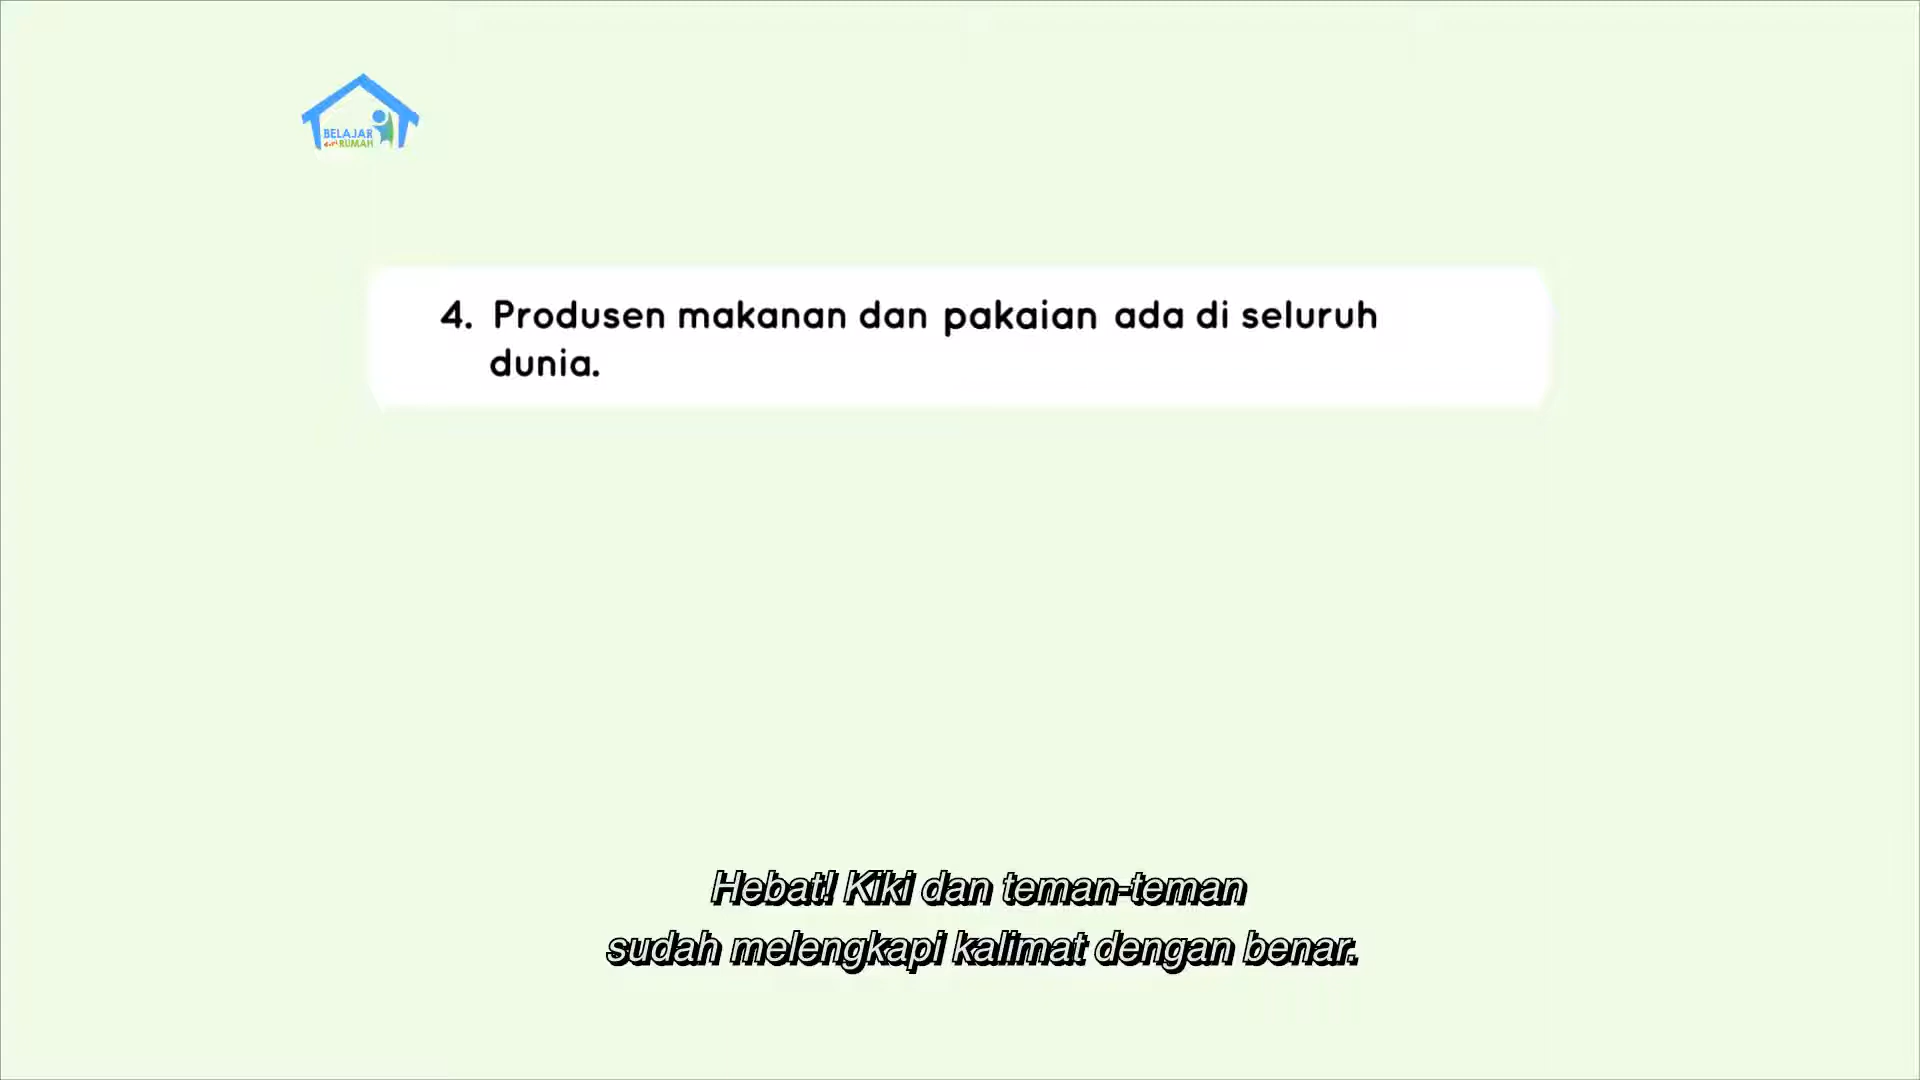 BELAJAR
dari RUMAH
4. Produsen makanan dan pakaian ada di seluruh
dunia.
Hebat! Kiki dan teman-teman
sudah melengkapi kalimat dengan benar.